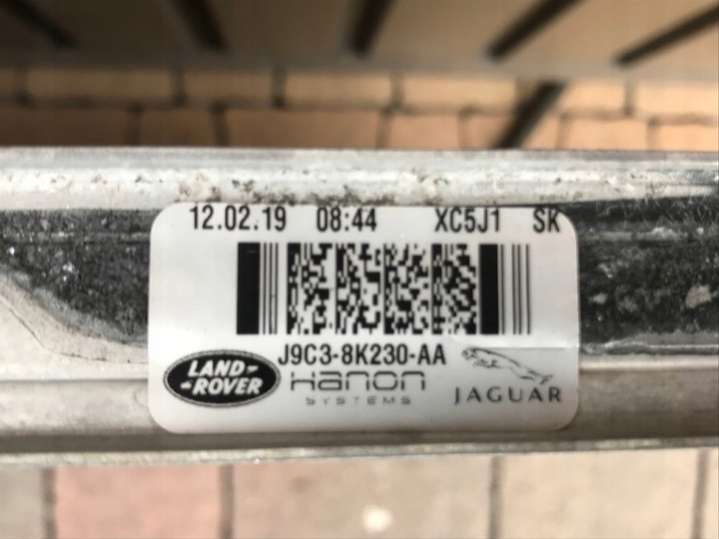 12.02.19 08:44 XC5J1 SK
J9C3-8K230-AA
LAND-
-ROVER
Hanon
SYSTEMS
JAGUAR